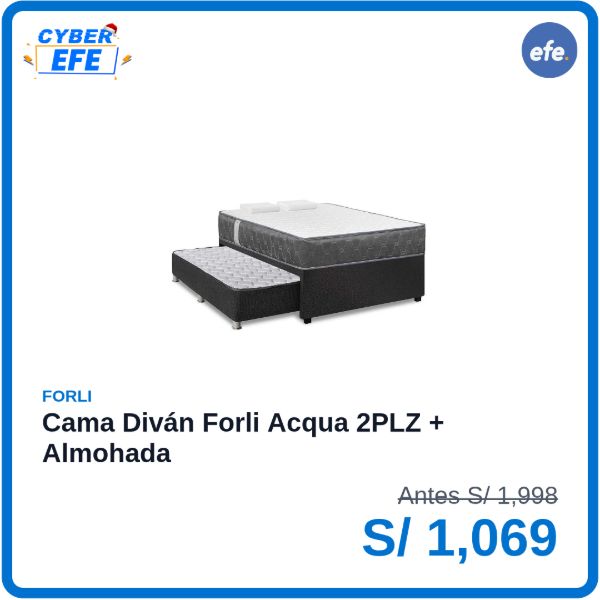 CYBER
EFE
efe.
FORLI
Cama Diván Forli Acqua 2PLZ +
Almohada
Antes S/ 1,998
S/ 1,069